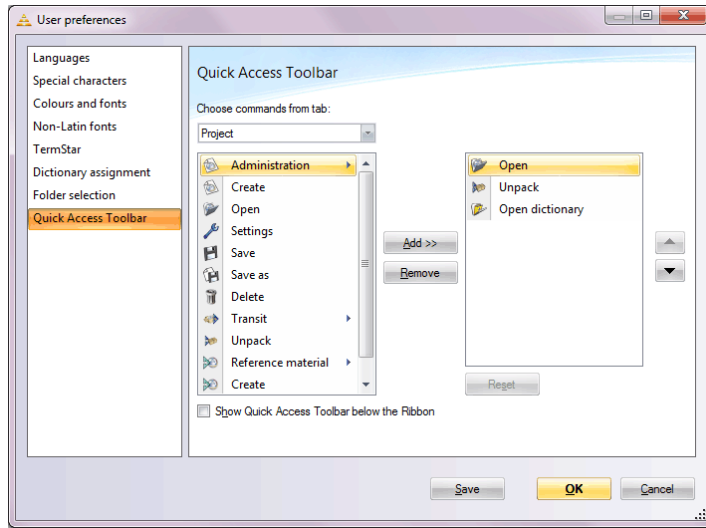 User preferences
Languages
Special characters
Colours and fonts
Non-Latin fonts
TermStar
Dictionary assignment
Folder selection
Quick Access Toolbar
Quick Access Toolbar
Choose commands from tab:
Project
Administration
Create
Open
Settings
Save
Save as
Delete
Transit
Unpack
Reference material
Create
Add >>
Remove
Open
Unpack
Open dictionary
Reset
Show Quick Access Toolbar below the Ribbon
Save
OK
Cancel